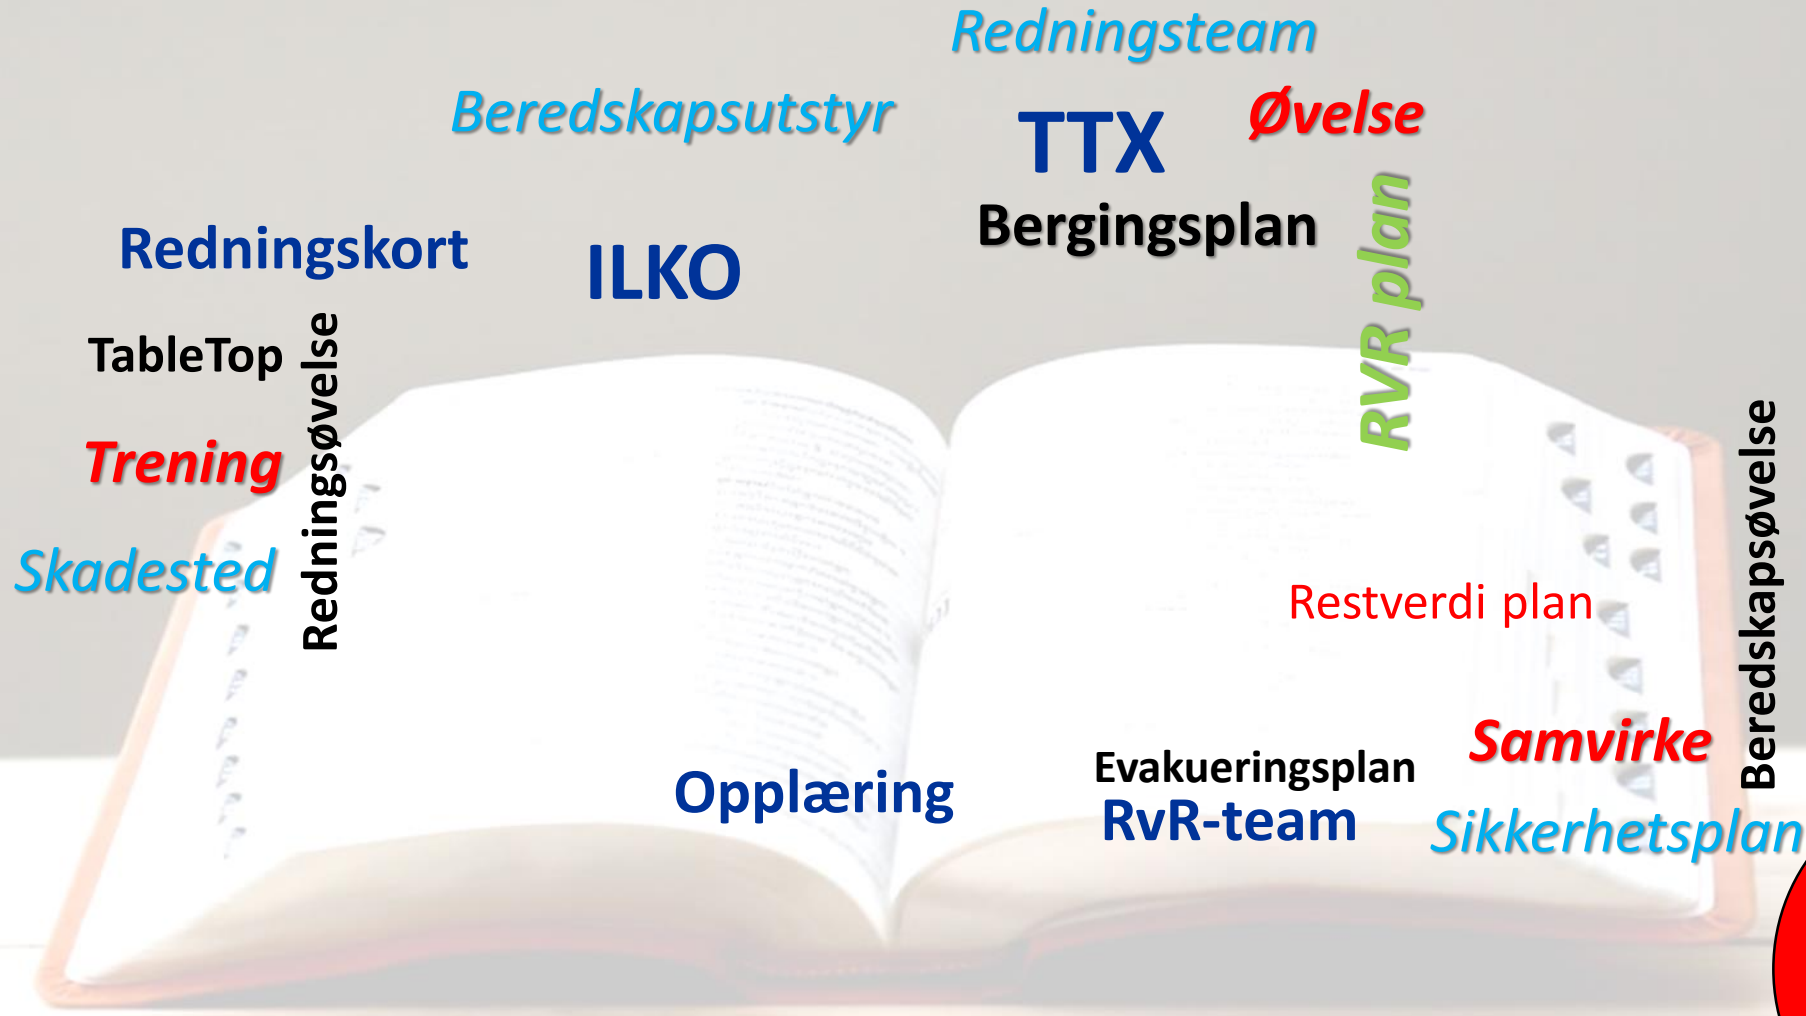 Redningsteam
Beredskapsutstyr
TTX
Øvelse
Bergingsplan
RVR plan
Redningskort
ILKO
TableTop
Redningsøvelse
Trening
Skadested
Restverdi plan
Beredskapsøvelse
Samvirke
Evakueringsplan
Opplæring
RvR-team
Sikkerhetsplan